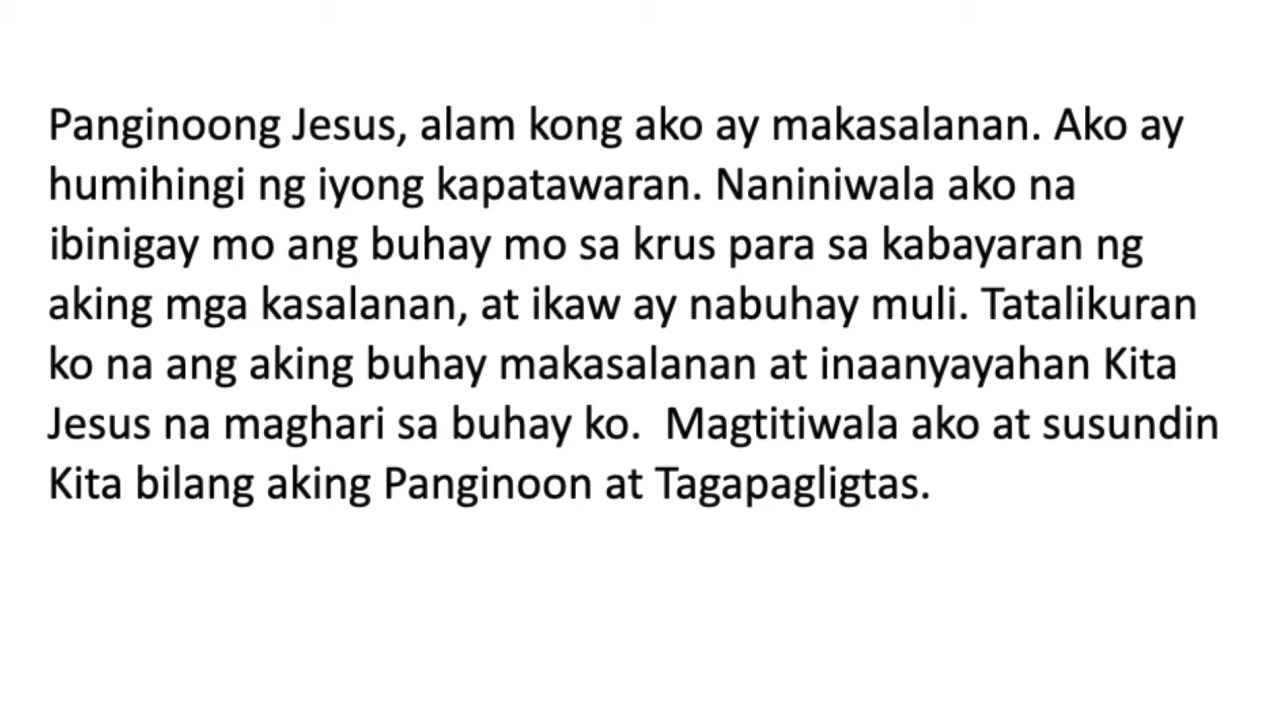 Panginoong Jesus, alam kong ako ay makasalanan. Ako ay
humihingi ng iyong kapatawaran. Naniniwala ako na
ibinigay mo ang buhay mo sa krus para sa kabayaran ng
aking mga kasalanan, at ikaw ay nabuhay muli. Tatalikuran
ko na ang aking buhay makasalanan at inaanyayahan Kita
Jesus na maghari sa buhay ko.  Magtitiwala ako at susundin
Kita bilang aking Panginoon at Tagapagligtas.